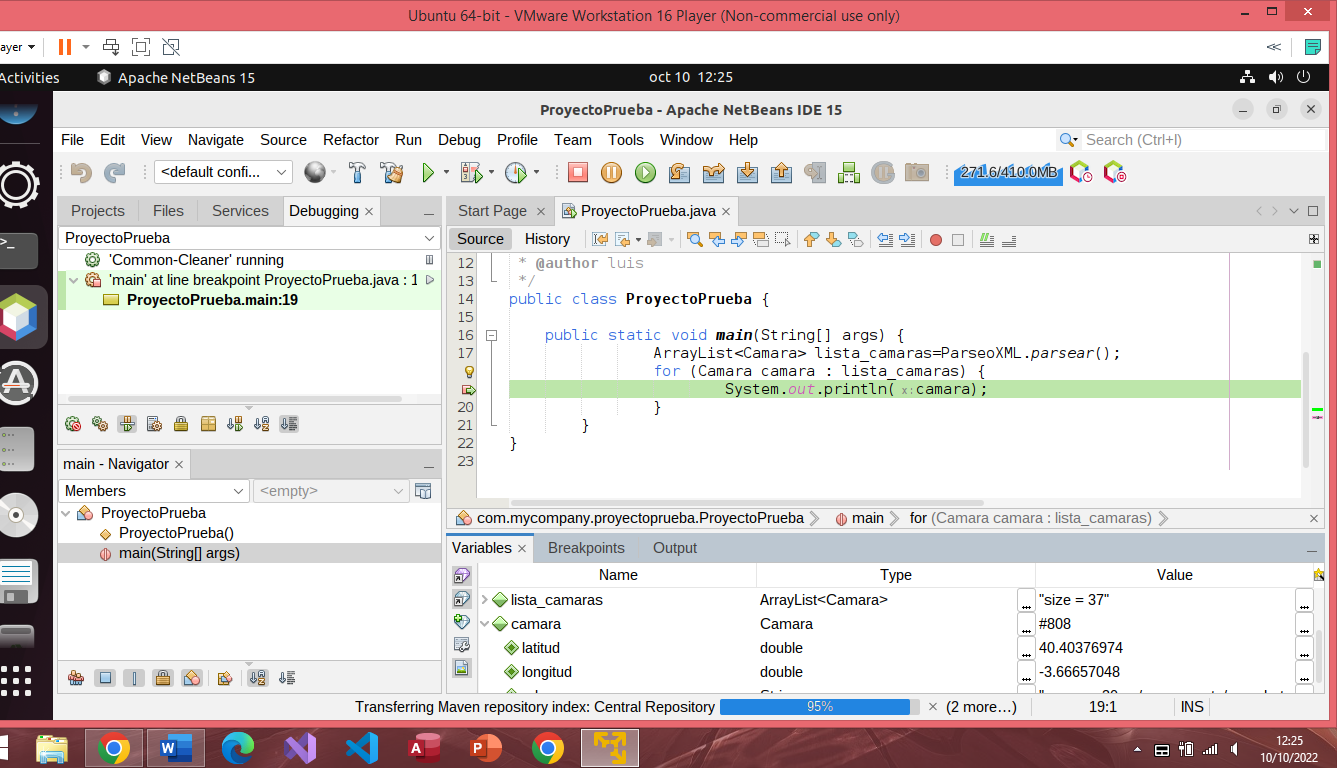 Ubuntu 64-bit - VMware Workstation 16 Player (Non-commercial use only)
ayer
Activities Apache NetBeans 15 oct 10 12:25
ProyectoPrueba - Apache NetBeans IDE 15
File Edit View Navigate Source Refactor Run Debug Profile Team Tools Window Help Search (Ctrl+I)
<default confi... 271.6/410.0MB
Projects Files Services Debugging
Start Page ProyectoPrueba.java
ProyectoPrueba
Source History
'Common-Cleaner' running
'main' at line breakpoint ProyectoPrueba.java : 1
ProyectoPrueba.main:19
12 * @author luis
13 */
14 public class ProyectoPrueba {
15
16 public static void main(String[] args) {
17 ArrayList<Camara> lista_camaras=ParseoXML.parsear();
for (Camara camara : lista_camaras) {
System.out.println( x: camara);
20 }
21 }
22 }
23
main - Navigator
Members <empty>
ProyectoPrueba
ProyectoPrueba()
main(String[] args)
com.mycompany.proyectoprueba.ProyectoPrueba main for (Camara camara : lista_camaras)
Variables Breakpoints Output
Name Type Value
lista_camaras ArrayList<Camara> ... "size = 37" ...
camara Camara ... #808 ...
latitud double ... 40.40376974 ...
longitud double ... -3.66657048 ...
Transferring Maven repository index: Central Repository 95% (2 more…) 19:1 INS
12:25
10/10/2022